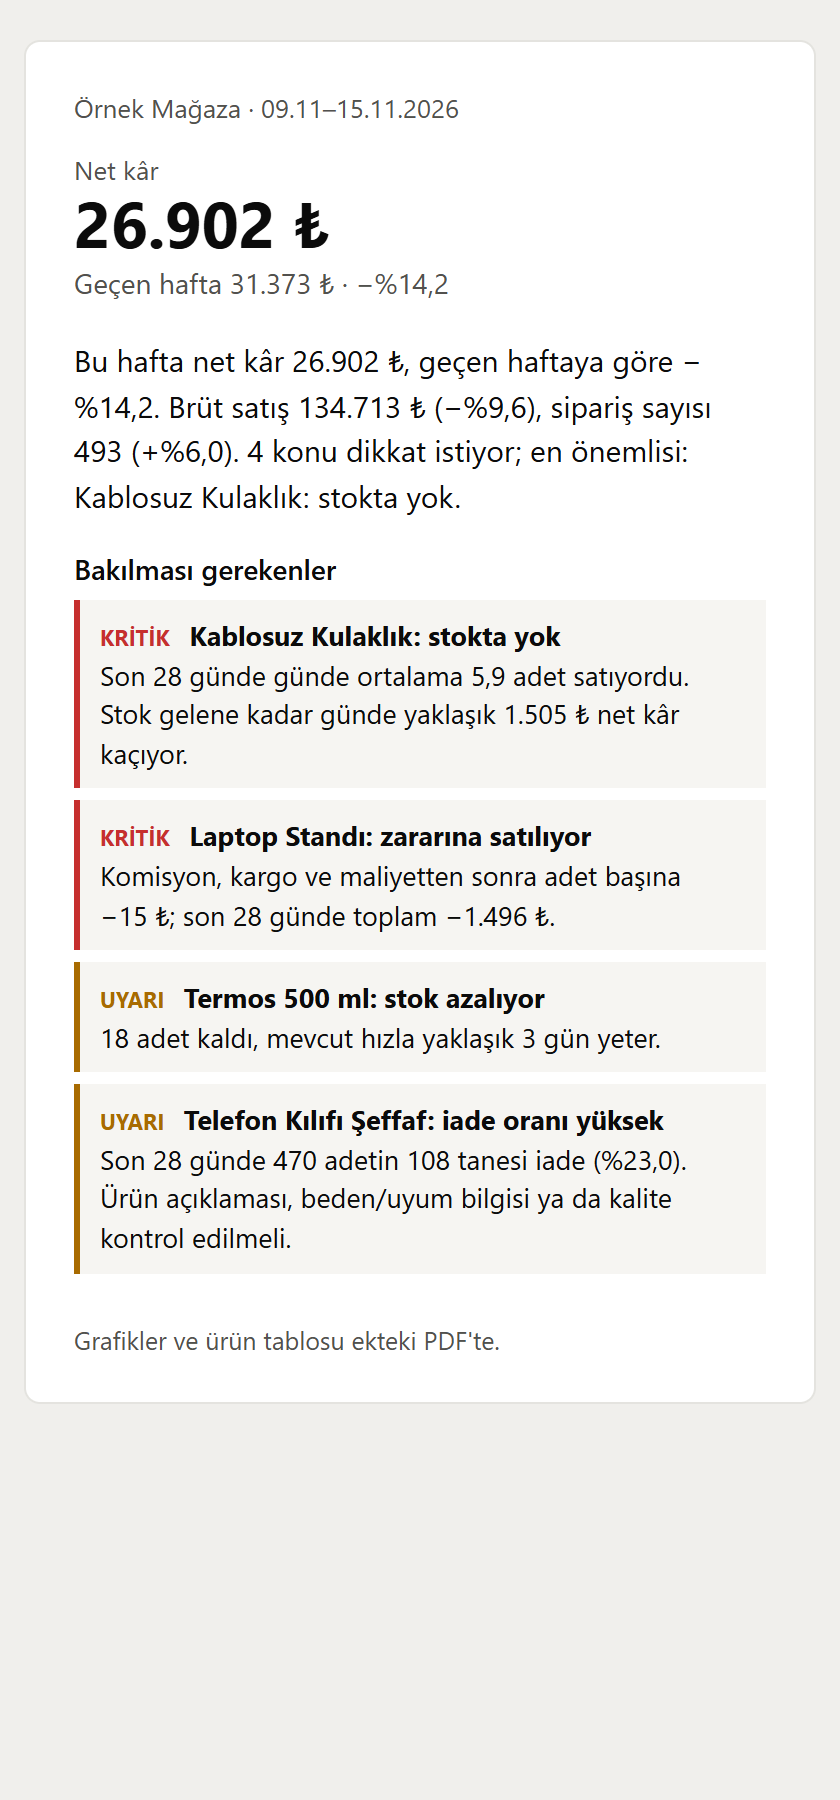 Örnek Mağaza · 09.11–15.11.2026
Net kâr
26.902 ₺
Geçen hafta 31.373 ₺ · −%14,2
Bu hafta net kâr 26.902 ₺, geçen haftaya göre −
%14,2. Brüt satış 134.713 ₺ (−%9,6), sipariş sayısı
493 (+%6,0). 4 konu dikkat istiyor; en önemlisi:
Kablosuz Kulaklık: stokta yok.
Bakılması gerekenler
KRİTİK Kablosuz Kulaklık: stokta yok
Son 28 günde günde ortalama 5,9 adet satıyordu.
Stok gelene kadar günde yaklaşık 1.505 ₺ net kâr
kaçıyor.
KRİTİK Laptop Standı: zararına satılıyor
Komisyon, kargo ve maliyetten sonra adet başına
−15 ₺; son 28 günde toplam −1.496 ₺.
UYARI Termos 500 ml: stok azalıyor
18 adet kaldı, mevcut hızla yaklaşık 3 gün yeter.
UYARI Telefon Kılıfı Şeffaf: iade oranı yüksek
Son 28 günde 470 adetin 108 tanesi iade (%23,0).
Ürün açıklaması, beden/uyum bilgisi ya da kalite
kontrol edilmeli.
Grafikler ve ürün tablosu ekteki PDF'te.